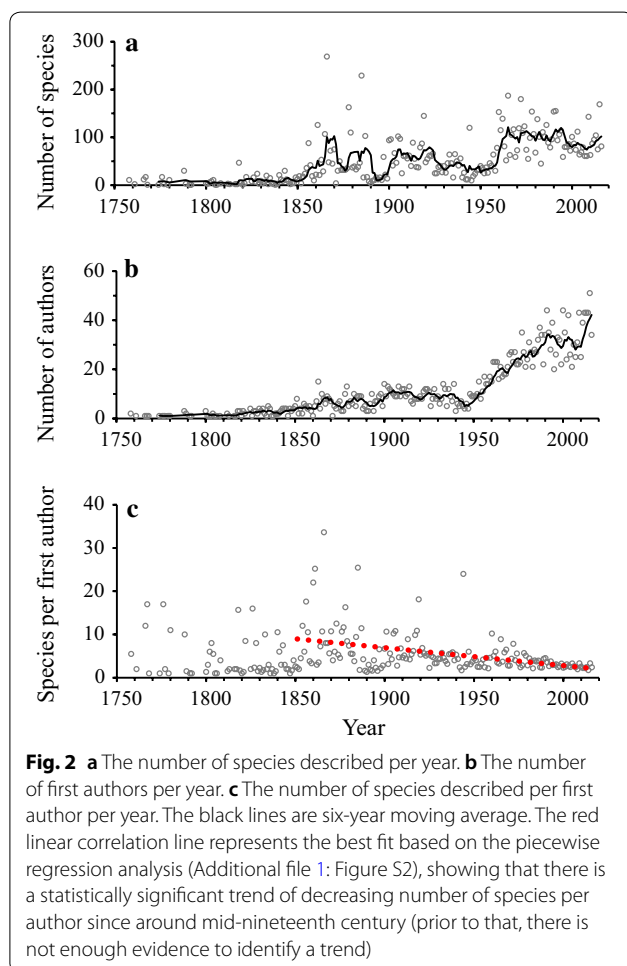 a
Number of species
300
200
100
0
1750 1800 1850 1900 1950 2000
b
Number of authors
60
40
20
0
1750 1800 1850 1900 1950 2000
c
Species per first author
40
30
20
10
0
1750 1800 1850 1900 1950 2000
Year
Fig. 2 a The number of species described per year. b The number
of first authors per year. c The number of species described per first
author per year. The black lines are six-year moving average. The red
linear correlation line represents the best fit based on the piecewise
regression analysis (Additional file 1: Figure S2), showing that there is
a statistically significant trend of decreasing number of species per
author since around mid-nineteenth century (prior to that, there is
not enough evidence to identify a trend)